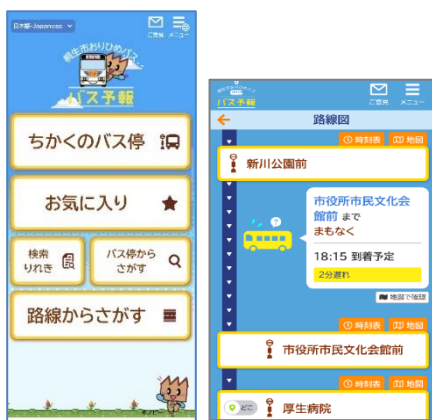 日本語-Japanese
ご意見
メニュー
桐生市おりひめバス
バス予報
ちかくのバス停
お気に入り
検索
りれき
バス停から
さがす
路線からさがす
キノピー
バス予報
ご意見
メニュー
路線図
時刻表
地図
新川公園前
市役所市民文化会
館前 まで
まもなく
18:15 到着予定
2分遅れ
地図で確認
時刻表
地図
市役所市民文化会館前
時刻表
地図
どこ
厚生病院